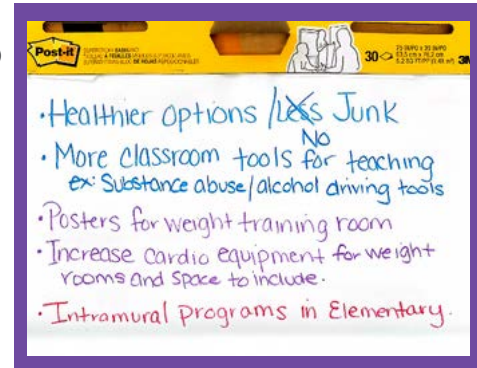 Post-it
30
3M
• Healthier options / Less Junk
No
• More classroom tools for teaching
ex: Substance abuse/alcohol driving tools
• Posters for weight training room
• Increase cardio equipment for weight
rooms and space to include.
• Intramural programs in Elementary.